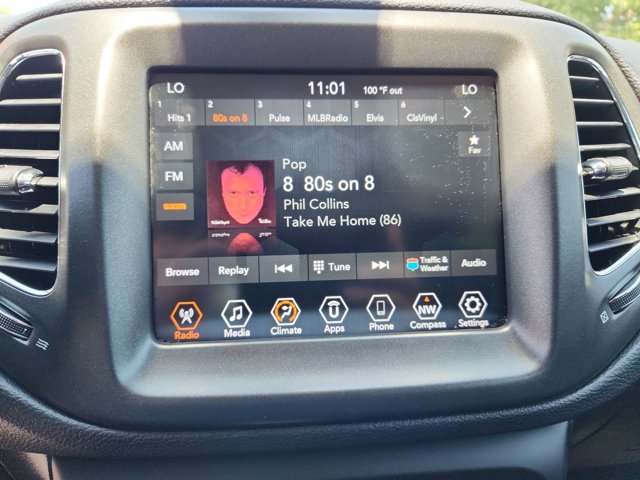 LO 11:01 100 °F out LO
1 2 3 4 5 6
Hits 1 80s on 8 Pulse MLBRadio Elvis ClsVinyl
AM
FM
sxm
Fav
Pop
8 80s on 8
Phil Collins
Take Me Home (86)
Browse Replay Tune Traffic & Weather Audio
NW
Radio Media Climate Apps Phone Compass Settings